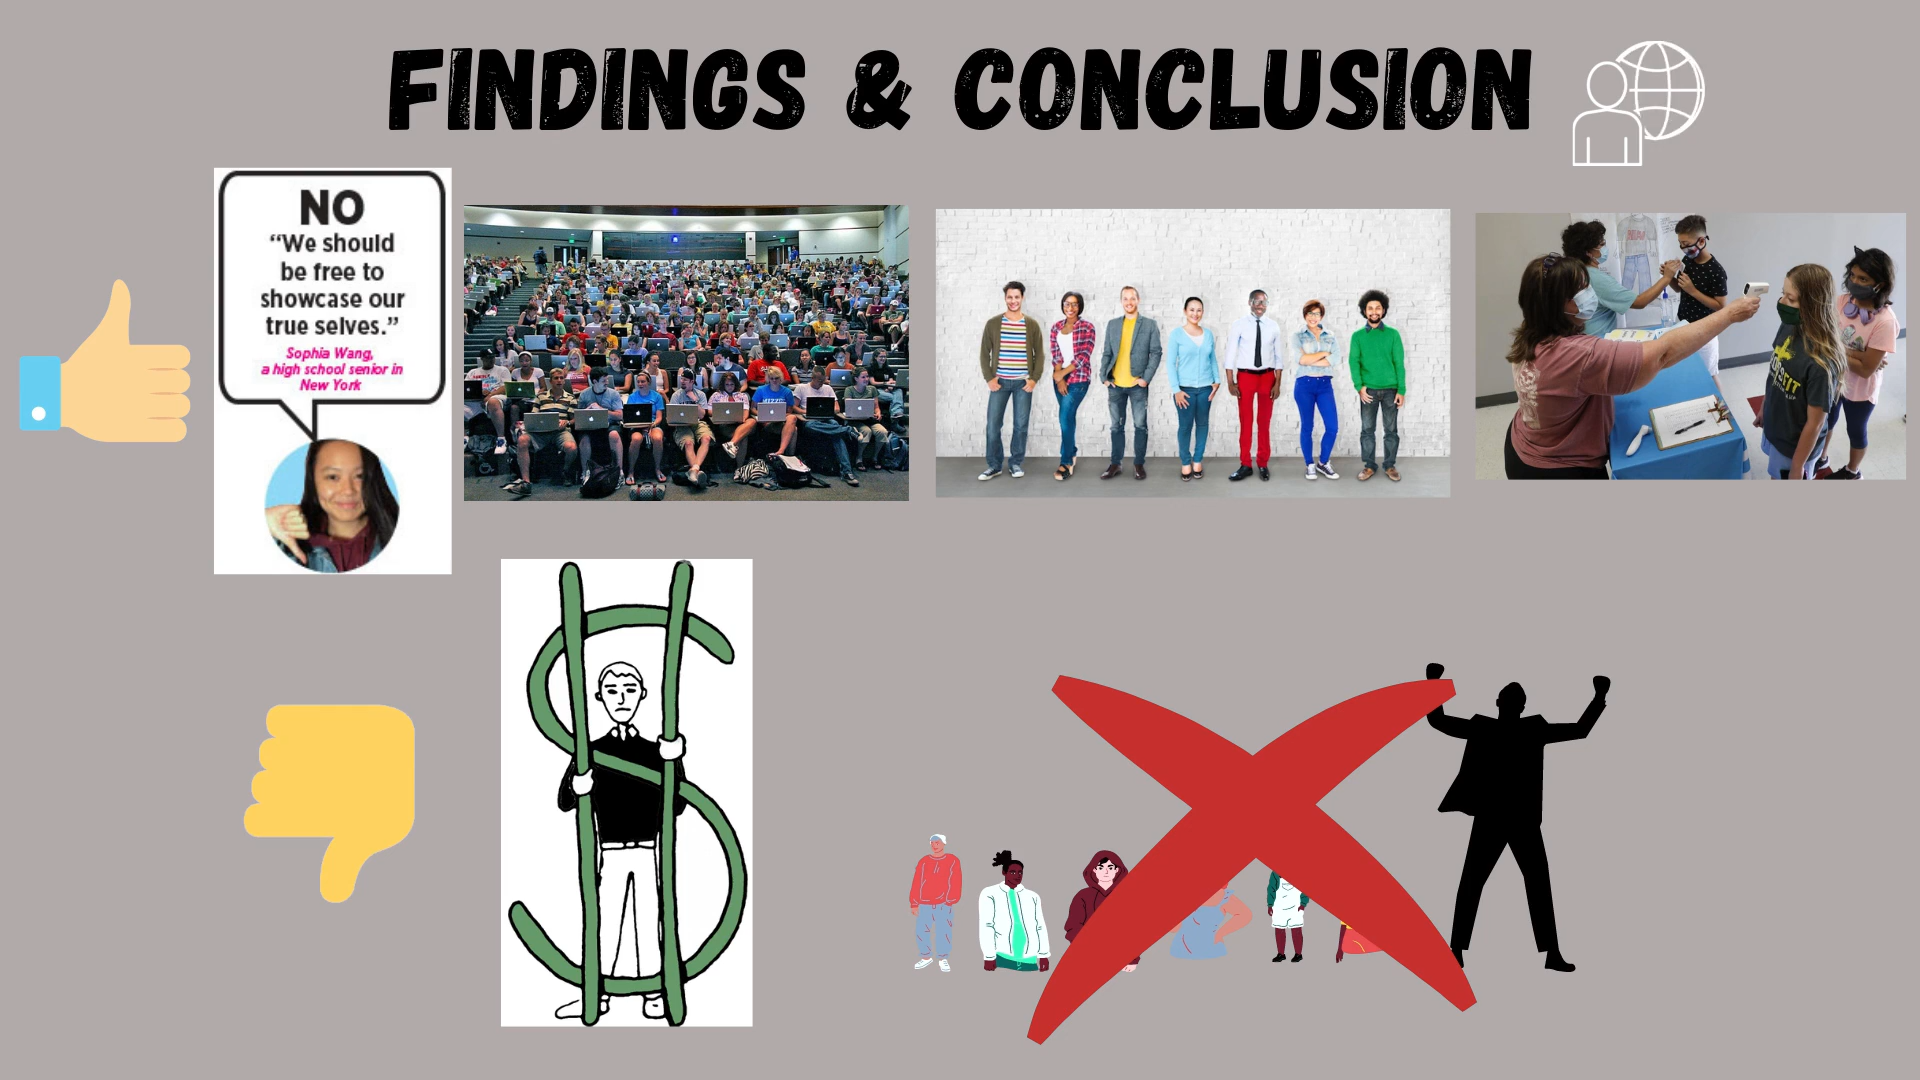 FINDINGS & CONCLUSION
NO
“We should
be free to
showcase our
true selves.”
Sophia Wang,
a high school senior in
New York